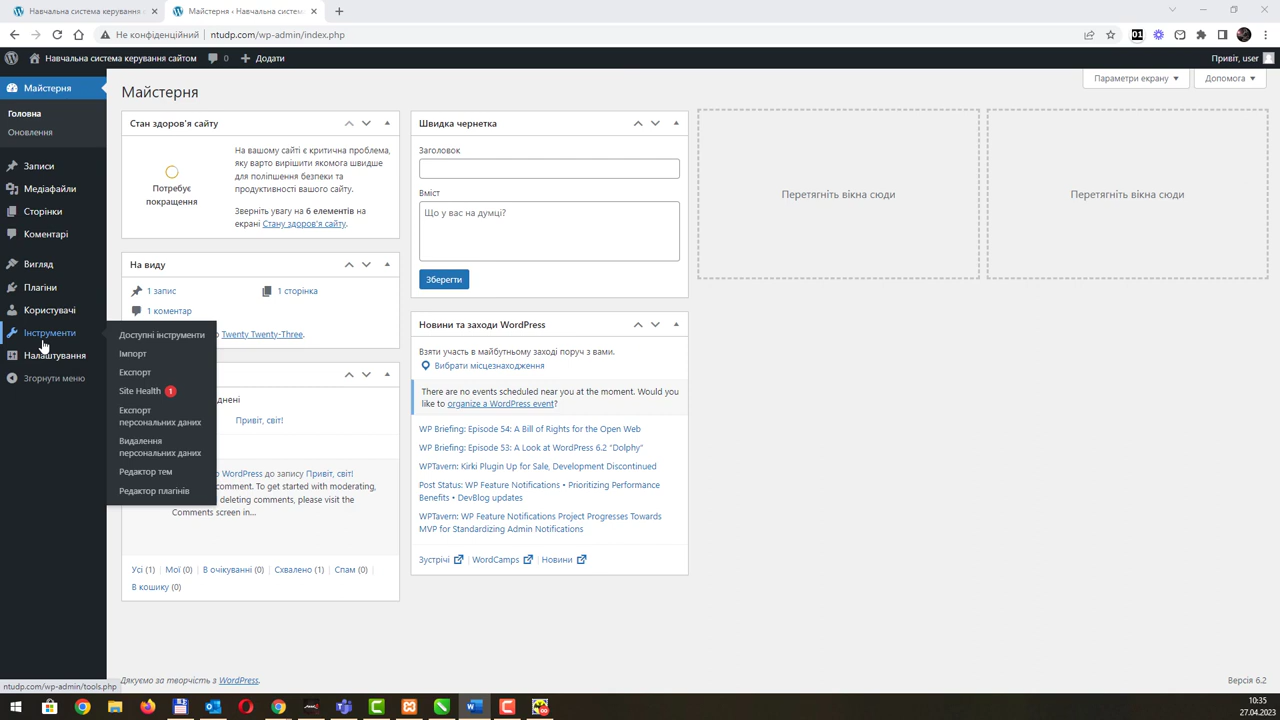 Навчальна система керування с
Майстерня ‹ Навчальна систем
Не конфіденційний
ntudp.com/wp-admin/index.php
Навчальна система керування сайтом
0
Додати
Привіт, user
Майстерня
Головна
Оновлення
Записи
Медіафайли
Сторінки
Коментарі
Вигляд
Плагіни
Користувачі
Інструменти
Налаштування
Згорнути меню
Доступні інструменти
Імпорт
Експорт
Site Health 1
Експорт
персональних даних
Видалення
персональних даних
Редактор тем
Редактор плагінів
Майстерня
Параметри екрану
Допомога
Стан здоров'я сайту
Потребує
покращення
На вашому сайті є критична проблема,
яку варто вирішити якомога швидше
для поліпшення безпеки та
продуктивності вашого сайту.
Зверніть увагу на 6 елементів на
екрані Стану здоров'я сайту.
На виду
1 запис
1 сторінка
1 коментар
Twenty Twenty-Three.
днені
Привіт, світ!
WordPress до запису Привіт, світ!
comment. To get started with moderating,
deleting comments, please visit the
Comments screen in…
Усі (1) | Мої (0) | В очікуванні (0) | Схвалено (1) | Спам (0) |
В кошику (0)
Швидка чернетка
Заголовок
Вміст
Що у вас на думці?
Зберегти
Новини та заходи WordPress
Взяти участь в майбутньому заході поруч з вами.
Вибрати місцезнаходження
There are no events scheduled near you at the moment. Would you
like to organize a WordPress event?
WP Briefing: Episode 54: A Bill of Rights for the Open Web
WP Briefing: Episode 53: A Look at WordPress 6.2 "Dolphy"
WPTavern: Kirki Plugin Up for Sale, Development Discontinued
Post Status: WP Feature Notifications • Prioritizing Performance
Benefits • DevBlog updates
WPTavern: WP Feature Notifications Project Progresses Towards
MVP for Standardizing Admin Notifications
Зустрічі | WordCamps | Новини
Перетягніть вікна сюди
Перетягніть вікна сюди
Дякуємо за творчість з WordPress.
Версія 6.2
ntudp.com/wp-admin/tools.php
10:35
27.04.2023